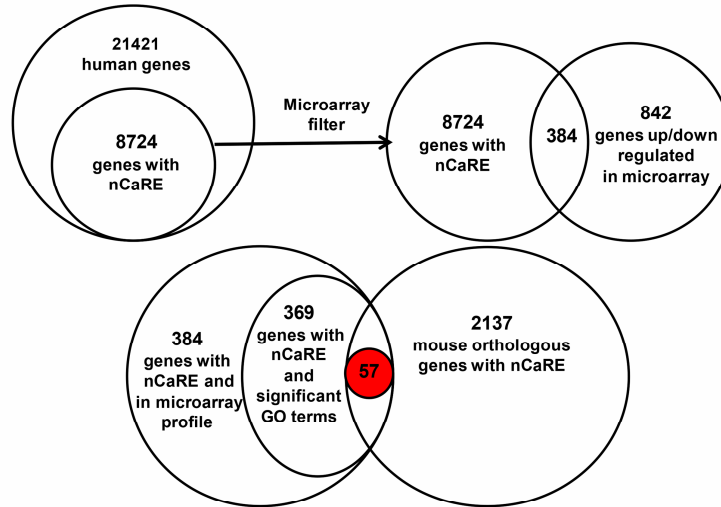 21421
human genes
8724
genes with
nCaRE
Microarray
filter
8724
genes with
nCaRE
384
842
genes up/down
regulated
in microarray
384
genes with
nCaRE and
in microarray
profile
369
genes with
nCaRE
and
significant
GO terms
57
2137
mouse orthologous
genes with nCaRE